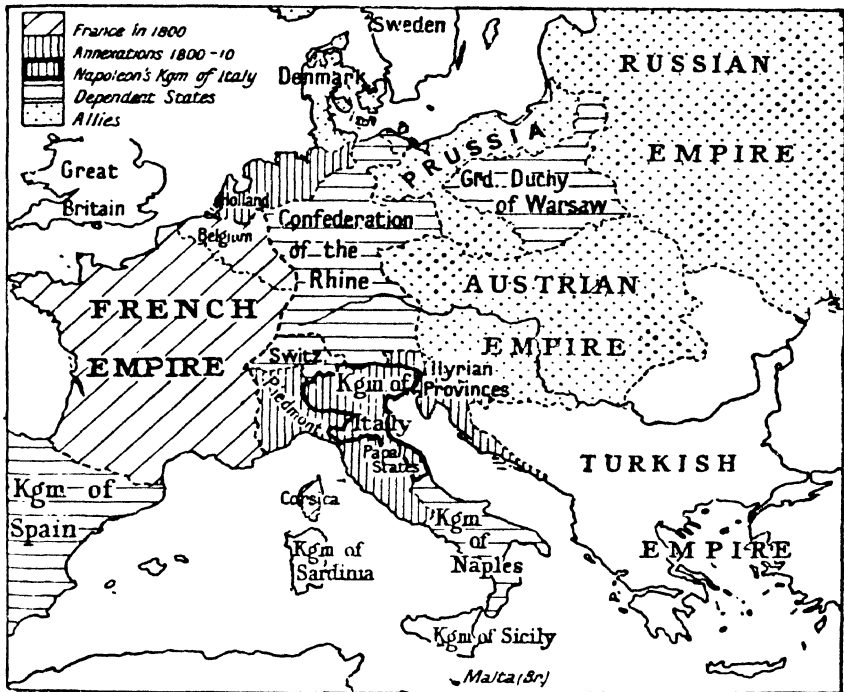 France in 1800
Annexations 1800-10
Napoleon's Kgm of Italy
Dependent States
Allies
Sweden
Denmark
RUSSIAN
EMPIRE
PRUSSIA
Great
Britain
Holland
Belgium
Grd. Duchy
of Warsaw
Confederation
of the
Rhine
FRENCH
EMPIRE
AUSTRIAN
EMPIRE
Switz.
Piedmont
Kgm of
Italy
Illyrian
Provinces
Papal
States
Kgm of
Spain
Corsica
Kgm of
Sardinia
Kgm
of
Naples
Kgm of Sicily
TURKISH
EMPIRE
Malta (Br.)